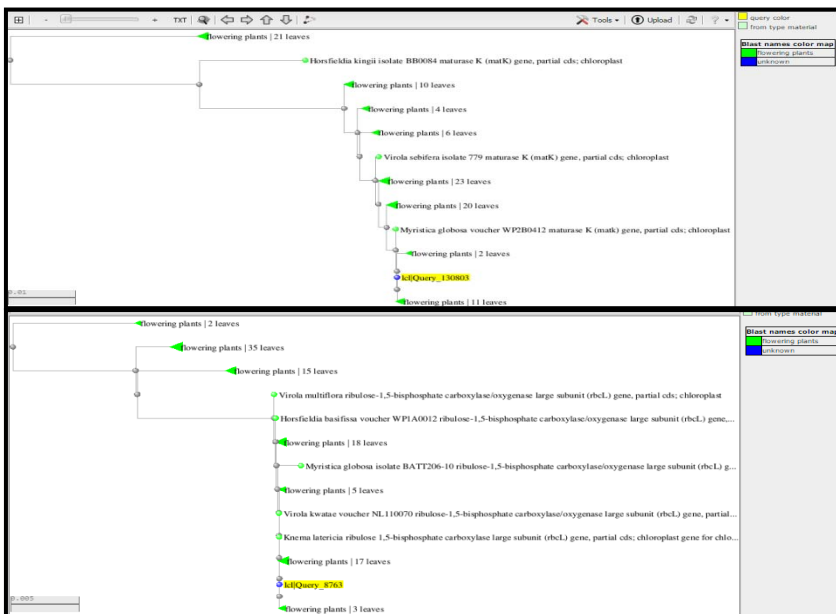 TXT Tools Upload ?
query color
from type material
flowering plants | 21 leaves
Blast names color map
flowering plants
unknown
Horsfieldia kingii isolate BB0084 maturase K (matK) gene, partial cds; chloroplast
flowering plants | 10 leaves
flowering plants | 4 leaves
flowering plants | 6 leaves
Virola sebifera isolate 779 maturase K (matK) gene, partial cds; chloroplast
flowering plants | 23 leaves
flowering plants | 20 leaves
Myristica globosa voucher WP2B0412 maturase K (matk) gene, partial cds; chloroplast
flowering plants | 2 leaves
lcl|Query_130803
0.01
flowering plants | 11 leaves
from type material
flowering plants | 2 leaves
Blast names color map
flowering plants
unknown
flowering plants | 35 leaves
flowering plants | 15 leaves
Virola multiflora ribulose-1,5-bisphosphate carboxylase/oxygenase large subunit (rbcL) gene, partial cds; chloroplast
Horsfieldia basifissa voucher WP1A0012 ribulose-1,5-bisphosphate carboxylase/oxygenase large subunit (rbcL) gene,...
flowering plants | 18 leaves
Myristica globosa isolate BATT206-10 ribulose-1,5-bisphosphate carboxylase/oxygenase large subunit (rbcL) g...
flowering plants | 5 leaves
Virola kwatae voucher NL110070 ribulose-1,5-bisphosphate carboxylase/oxygenase large subunit (rbcL) gene, partial...
Knema latericia ribulose 1,5-bisphosphate carboxylase large subunit (rbcL) gene, partial cds; chloroplast gene for chlo...
flowering plants | 17 leaves
lcl|Query_8763
0.005
flowering plants | 3 leaves